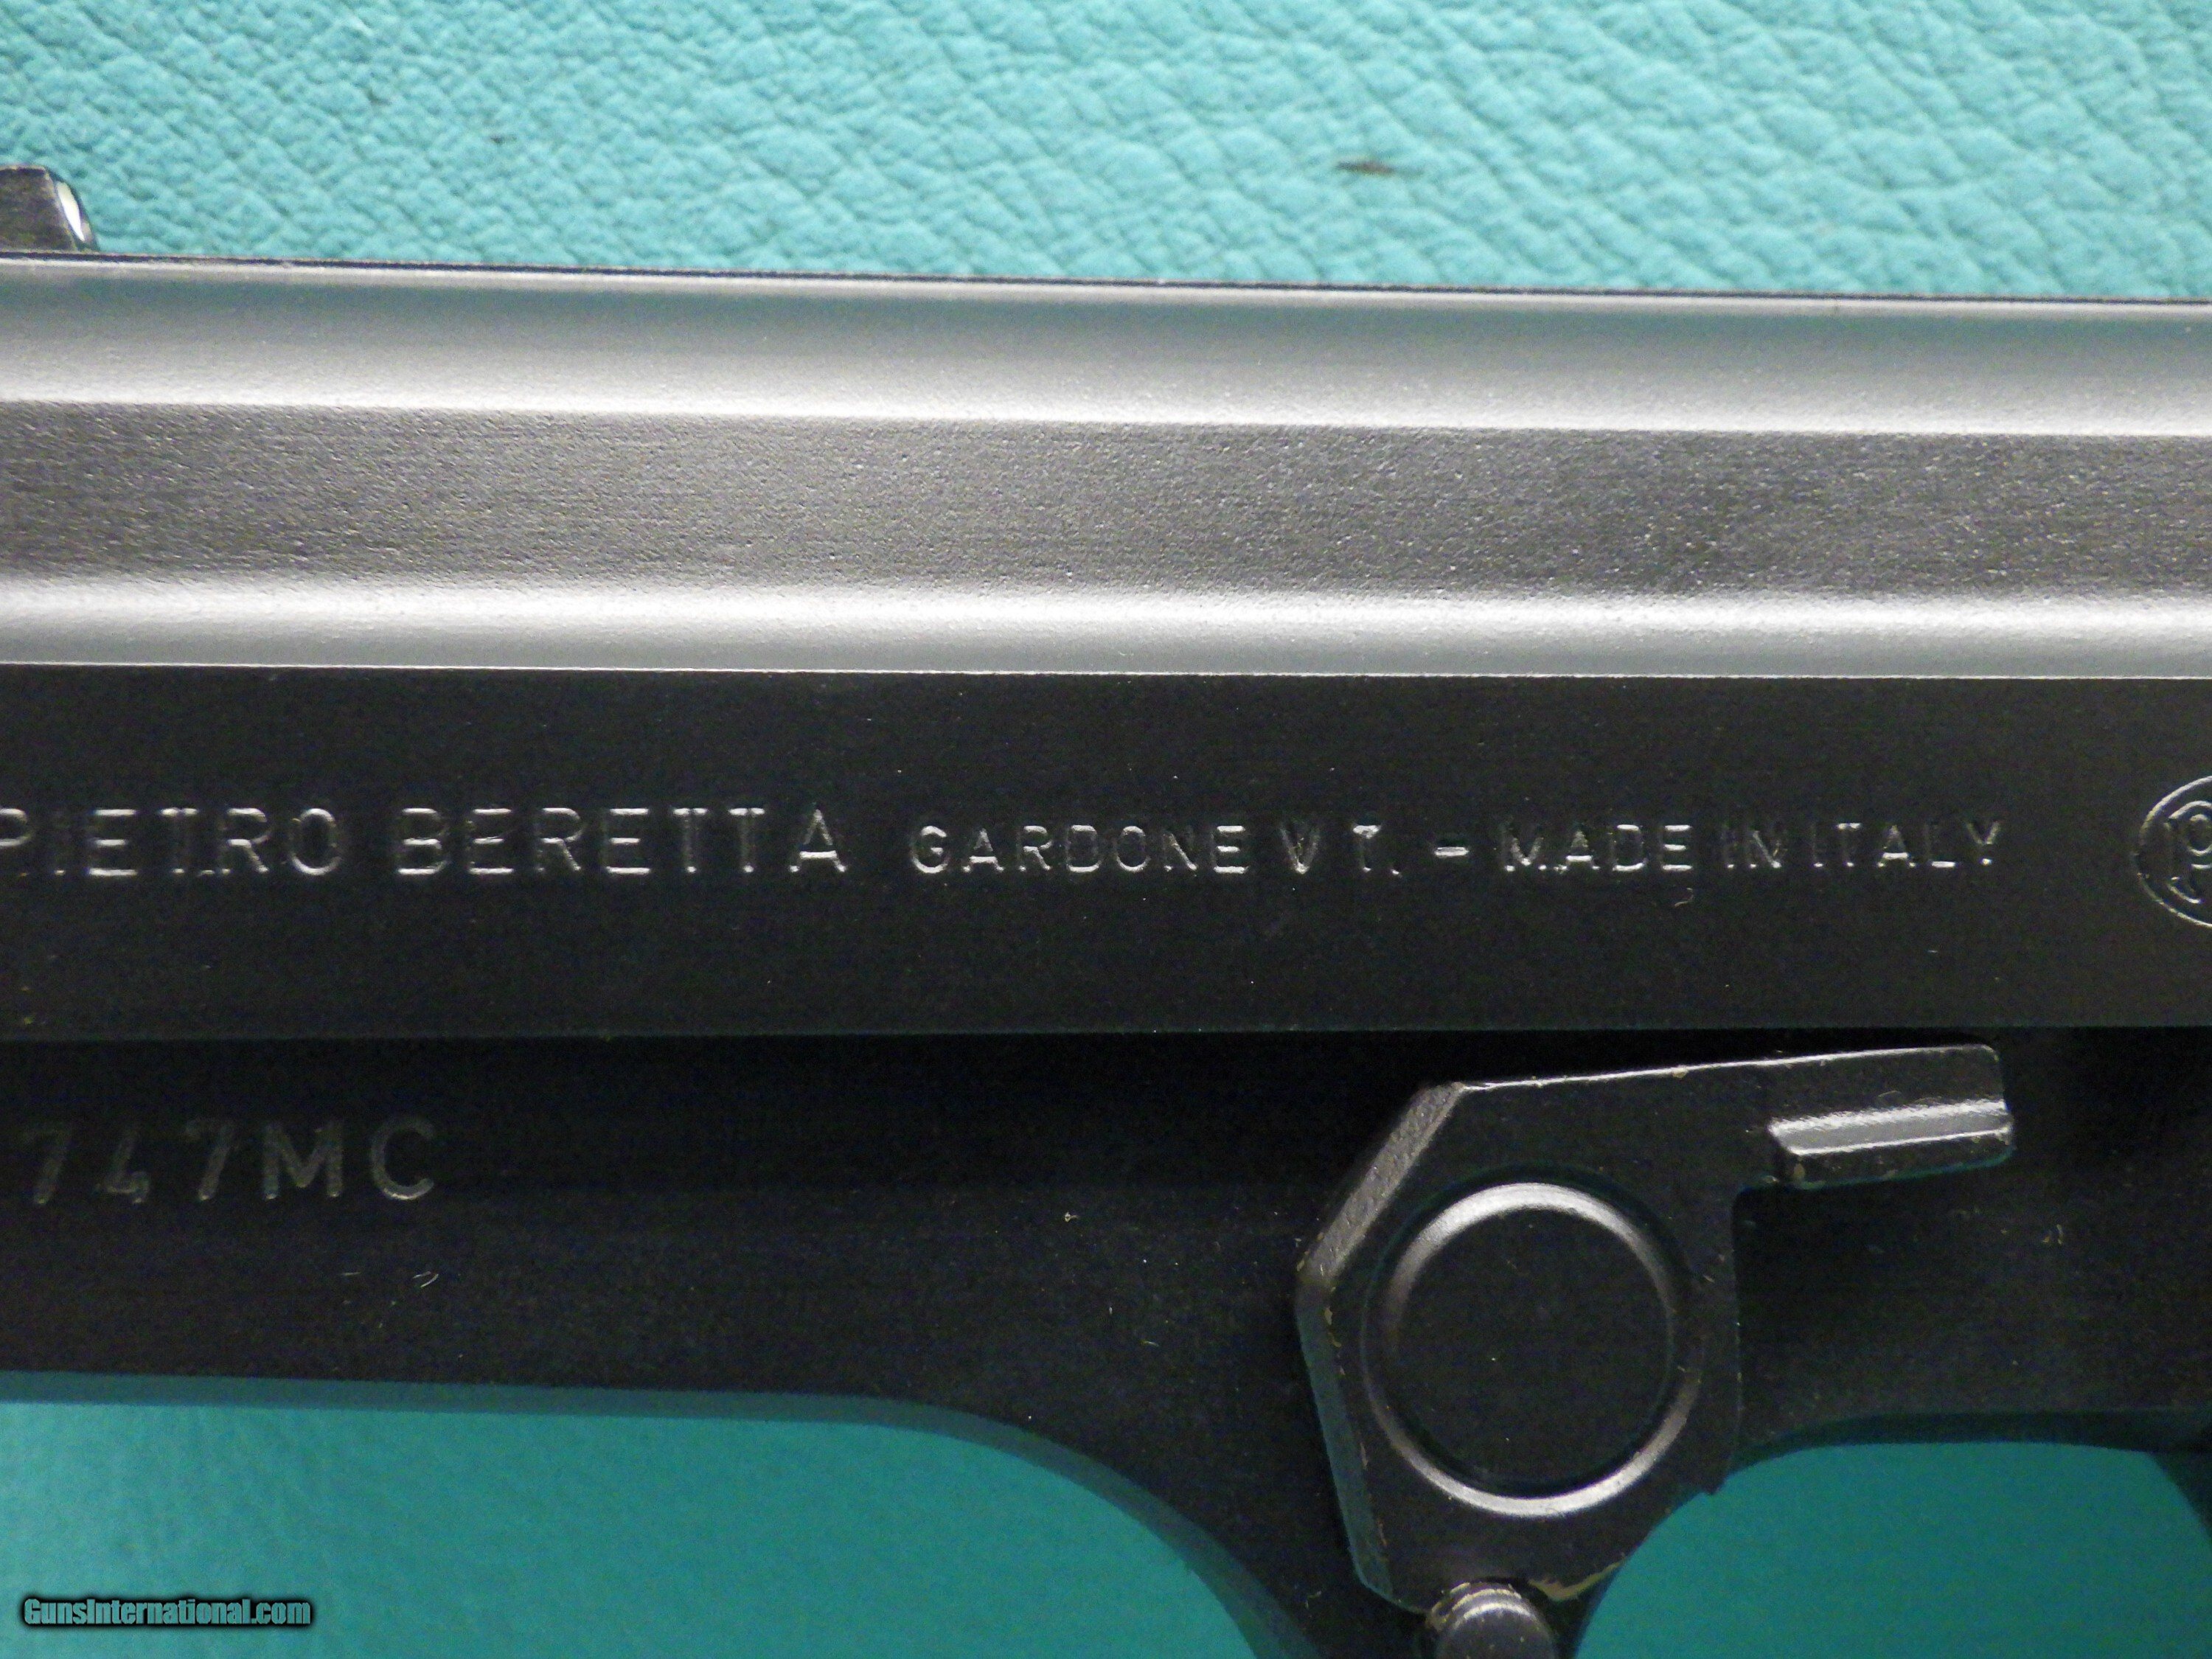 PIETRO BERETTA GARDONE V T. - MADE IN ITALY
747MC
GunsInternational.com